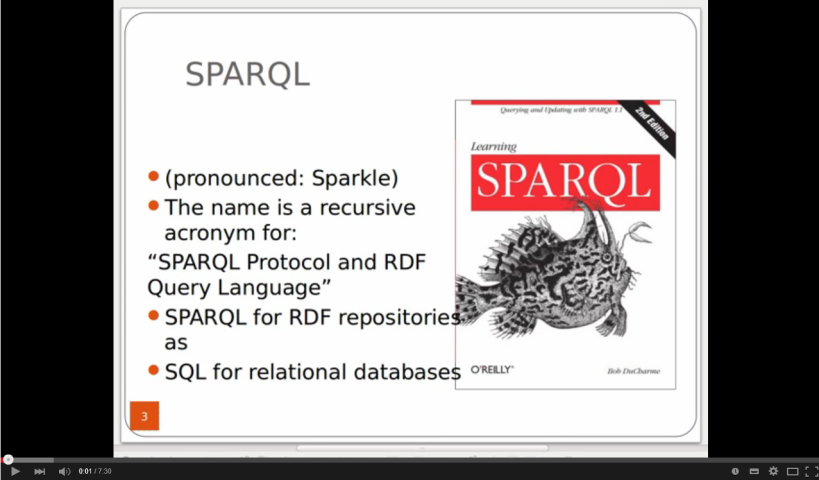 SPARQL
(pronounced: Sparkle)
The name is a recursive
acronym for:
“SPARQL Protocol and RDF
Query Language”
SPARQL for RDF repositories
as
SQL for relational databases
3
Querying and Updating with SPARQL 1.1
2nd Edition
Learning
SPARQL
O'REILLY®
Bob DuCharme
0:01 / 7:30